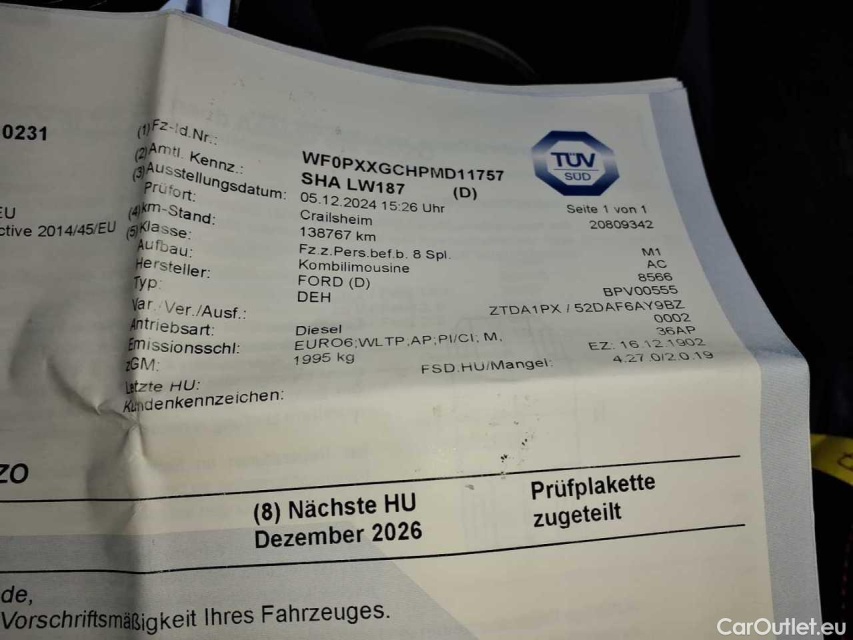 0231
(1)Fz-Id.Nr.: WF0PXXGCHPMD11757
(2)Amtl. Kennz.: SHA LW187 (D)
(3)Ausstellungsdatum: 05.12.2024 15:26 Uhr
Prüfort: Crailsheim
(4)km-Stand: 138767 km
(5)Klasse: Fz.z.Pers.bef.b. 8 Spl. M1
Aufbau: Kombilimousine AC
Hersteller: FORD (D) 8566
Typ: DEH BPV00555
Var./Ver./Ausf.: ZTDA1PX / 52DAF6AY9BZ
Antriebsart: Diesel 0002
Emissionsschl: EURO6;WLTP,AP;PI/CI; M, 36AP
zGM: 1995 kg EZ: 16.12.1902
Letzte HU: FSD.HU/Mangel: 4.27.0/2.0.19
Kundenkennzeichen:
TÜV
SÜD
Seite 1 von 1
20809342
EU
ctive 2014/45/EU
ZO
(8) Nächste HU
Dezember 2026
Prüfplakette
zugeteilt
de,
Vorschriftsmäßigkeit Ihres Fahrzeuges.
CarOutlet.eu